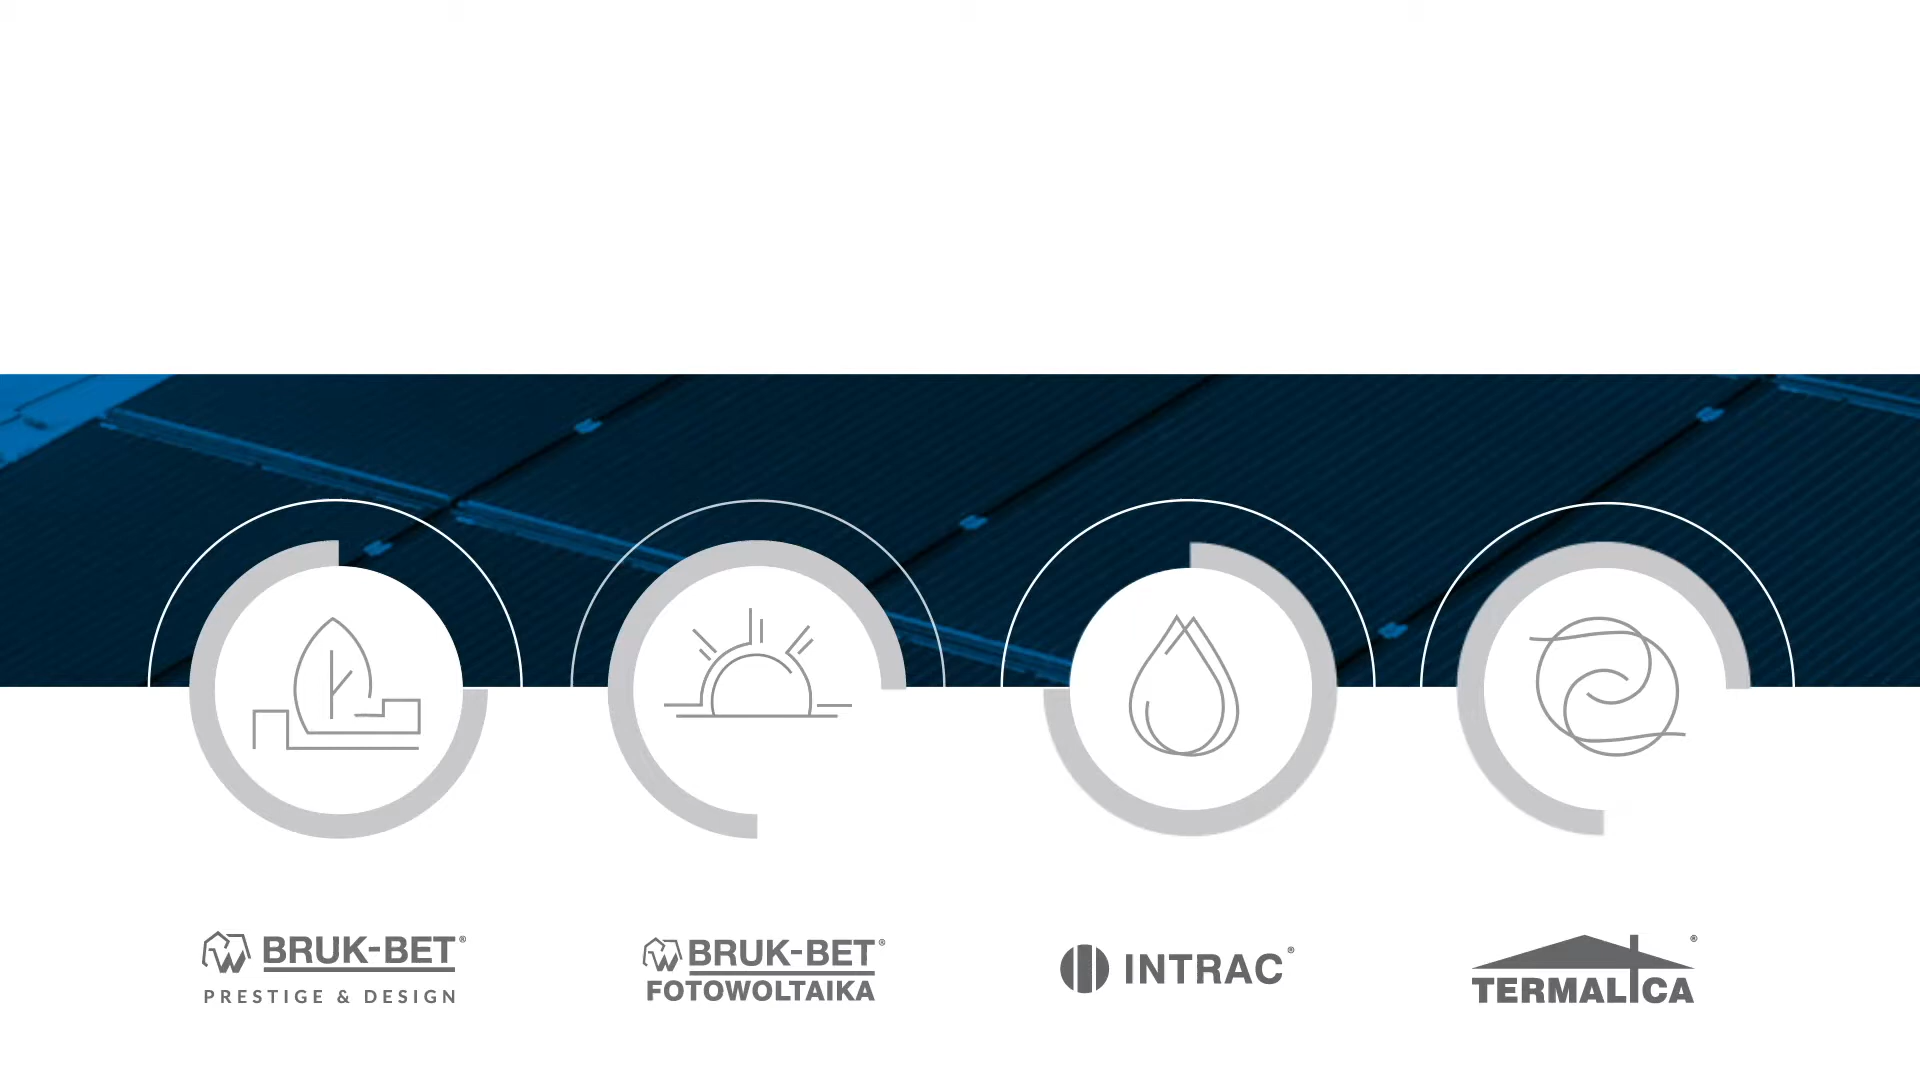 BRUK-BET®
PRESTIGE & DESIGN
BRUK-BET®
FOTOWOLTAIKA
INTRAC®
TERMALICA®